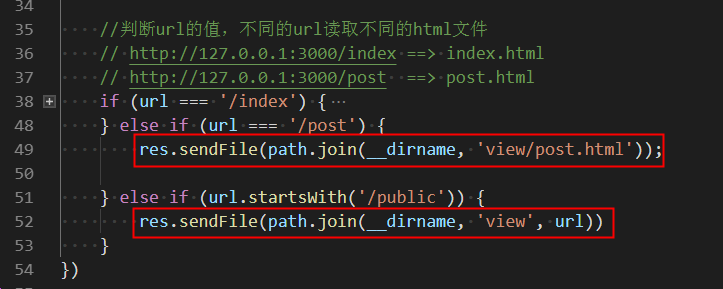 34
35 //判断url的值，不同的url读取不同的html文件
36 // http://127.0.0.1:3000/index ==> index.html
37 // http://127.0.0.1:3000/post ==> post.html
38 if (url === '/index') {…
48 } else if (url === '/post') {
49 res.sendFile(path.join(__dirname, 'view/post.html'));
50
51 } else if (url.startsWith('/public')) {
52 res.sendFile(path.join(__dirname, 'view', url))
53 }
54 })